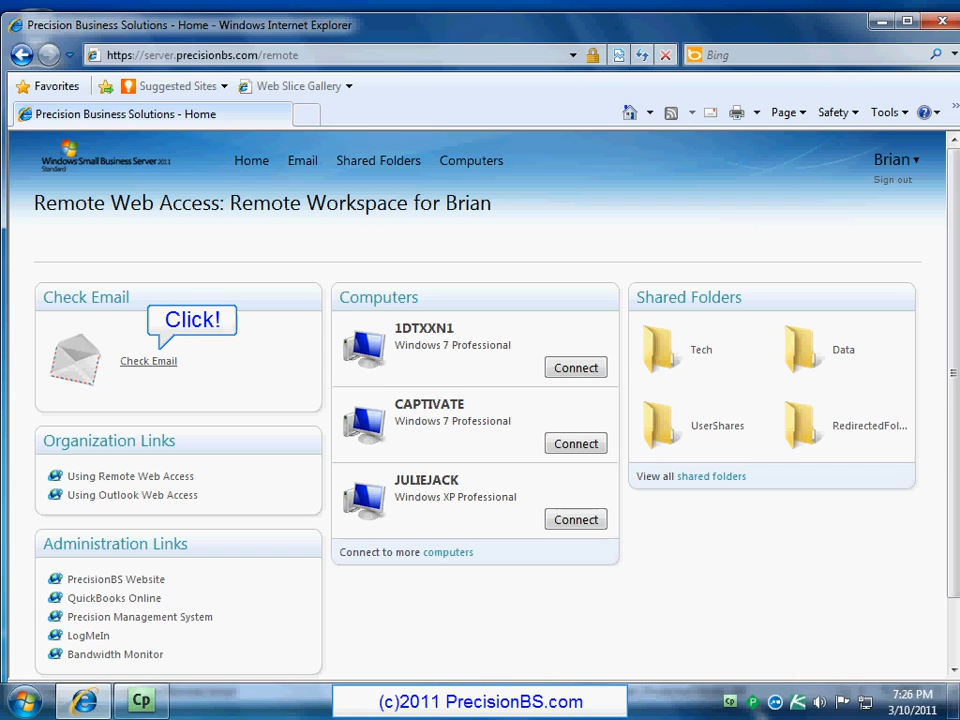 Precision Business Solutions - Home - Windows Internet Explorer
https://server.precisionbs.com/remote
Bing
Favorites
Suggested Sites
Web Slice Gallery
Precision Business Solutions - Home
Page
Safety
Tools
Windows Small Business Server 2011
Standard
Home
Email
Shared Folders
Computers
Brian
Sign out
Remote Web Access: Remote Workspace for Brian
Check Email
Click!
Check Email
Organization Links
Using Remote Web Access
Using Outlook Web Access
Administration Links
PrecisionBS Website
QuickBooks Online
Precision Management System
LogMeIn
Bandwidth Monitor
Computers
1DTXXN1
Windows 7 Professional
Connect
CAPTIVATE
Windows 7 Professional
Connect
JULIEJACK
Windows XP Professional
Connect
Connect to more computers
Shared Folders
Tech
Data
UserShares
RedirectedFol...
View all shared folders
Cp
(c)2011 PrecisionBS.com
Cp
7:26 PM
3/10/2011